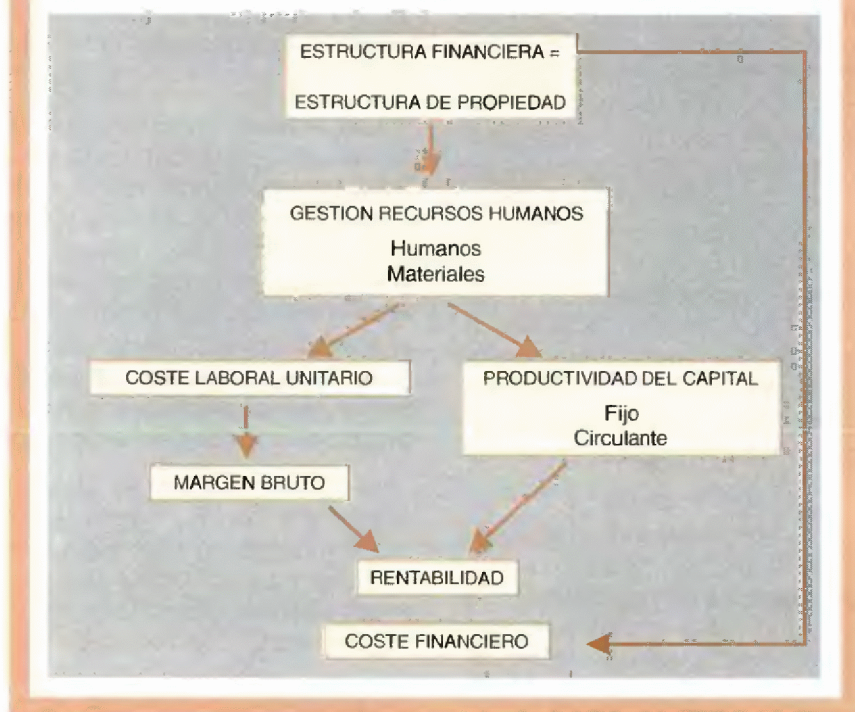 ESTRUCTURA FINANCIERA =
ESTRUCTURA DE PROPIEDAD
GESTION RECURSOS HUMANOS
Humanos
Materiales
COSTE LABORAL UNITARIO
PRODUCTIVIDAD DEL CAPITAL
Fijo
Circulante
MARGEN BRUTO
RENTABILIDAD
COSTE FINANCIERO